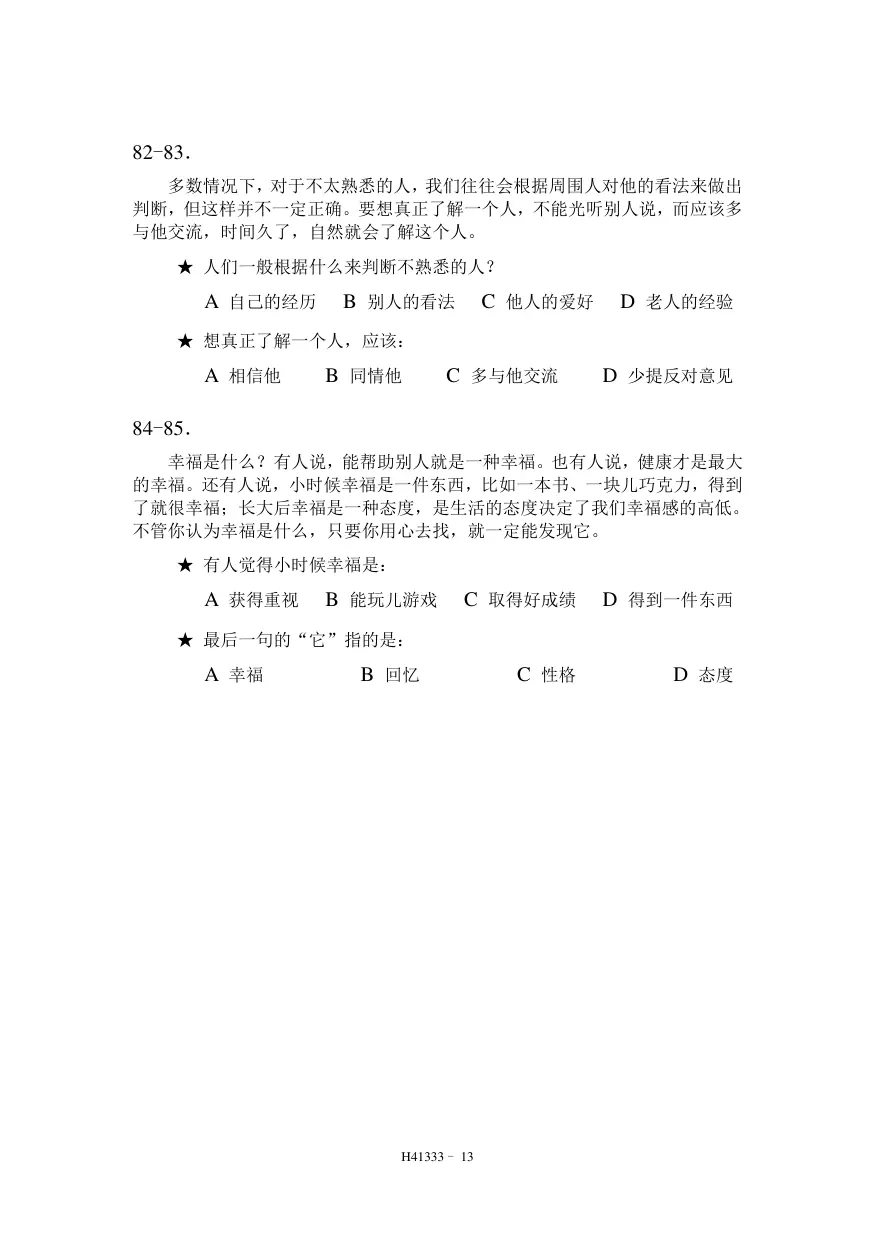 82-83．
多数情况下，对于不太熟悉的人，我们往往会根据周围人对他的看法来做出
判断，但这样并不一定正确。要想真正了解一个人，不能光听别人说，而应该多
与他交流，时间久了，自然就会了解这个人。
★ 人们一般根据什么来判断不熟悉的人？
A 自己的经历 B 别人的看法 C 他人的爱好 D 老人的经验
★ 想真正了解一个人，应该：
A 相信他 B 同情他 C 多与他交流 D 少提反对意见
84-85．
幸福是什么？有人说，能帮助别人就是一种幸福。也有人说，健康才是最大
的幸福。还有人说，小时候幸福是一件东西，比如一本书、一块儿巧克力，得到
了就很幸福；长大后幸福是一种态度，是生活的态度决定了我们幸福感的高低。
不管你认为幸福是什么，只要你用心去找，就一定能发现它。
★ 有人觉得小时候幸福是：
A 获得重视 B 能玩儿游戏 C 取得好成绩 D 得到一件东西
★ 最后一句的“它”指的是：
A 幸福 B 回忆 C 性格 D 态度
H41333- 13